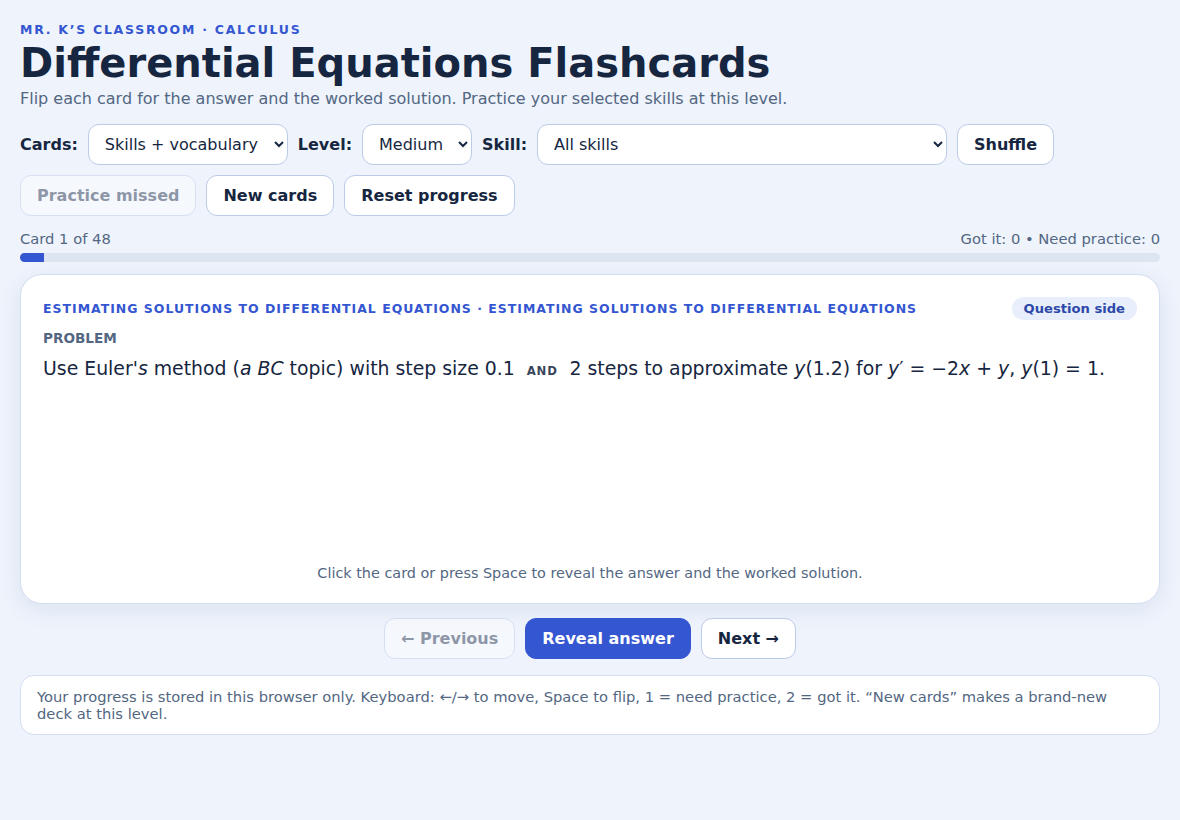 MR. K’S CLASSROOM · CALCULUS
Differential Equations Flashcards
Flip each card for the answer and the worked solution. Practice your selected skills at this level.
Cards: Skills + vocabulary Level: Medium Skill: All skills Shuffle
Practice missed New cards Reset progress
Card 1 of 48 Got it: 0 • Need practice: 0
ESTIMATING SOLUTIONS TO DIFFERENTIAL EQUATIONS · ESTIMATING SOLUTIONS TO DIFFERENTIAL EQUATIONS Question side
PROBLEM
Use Euler's method (a BC topic) with step size 0.1 AND 2 steps to approximate y(1.2) for y′ = −2x + y, y(1) = 1.
Click the card or press Space to reveal the answer and the worked solution.
← Previous Reveal answer Next →
Your progress is stored in this browser only. Keyboard: ←/→ to move, Space to flip, 1 = need practice, 2 = got it. “New cards” makes a brand-new
deck at this level.